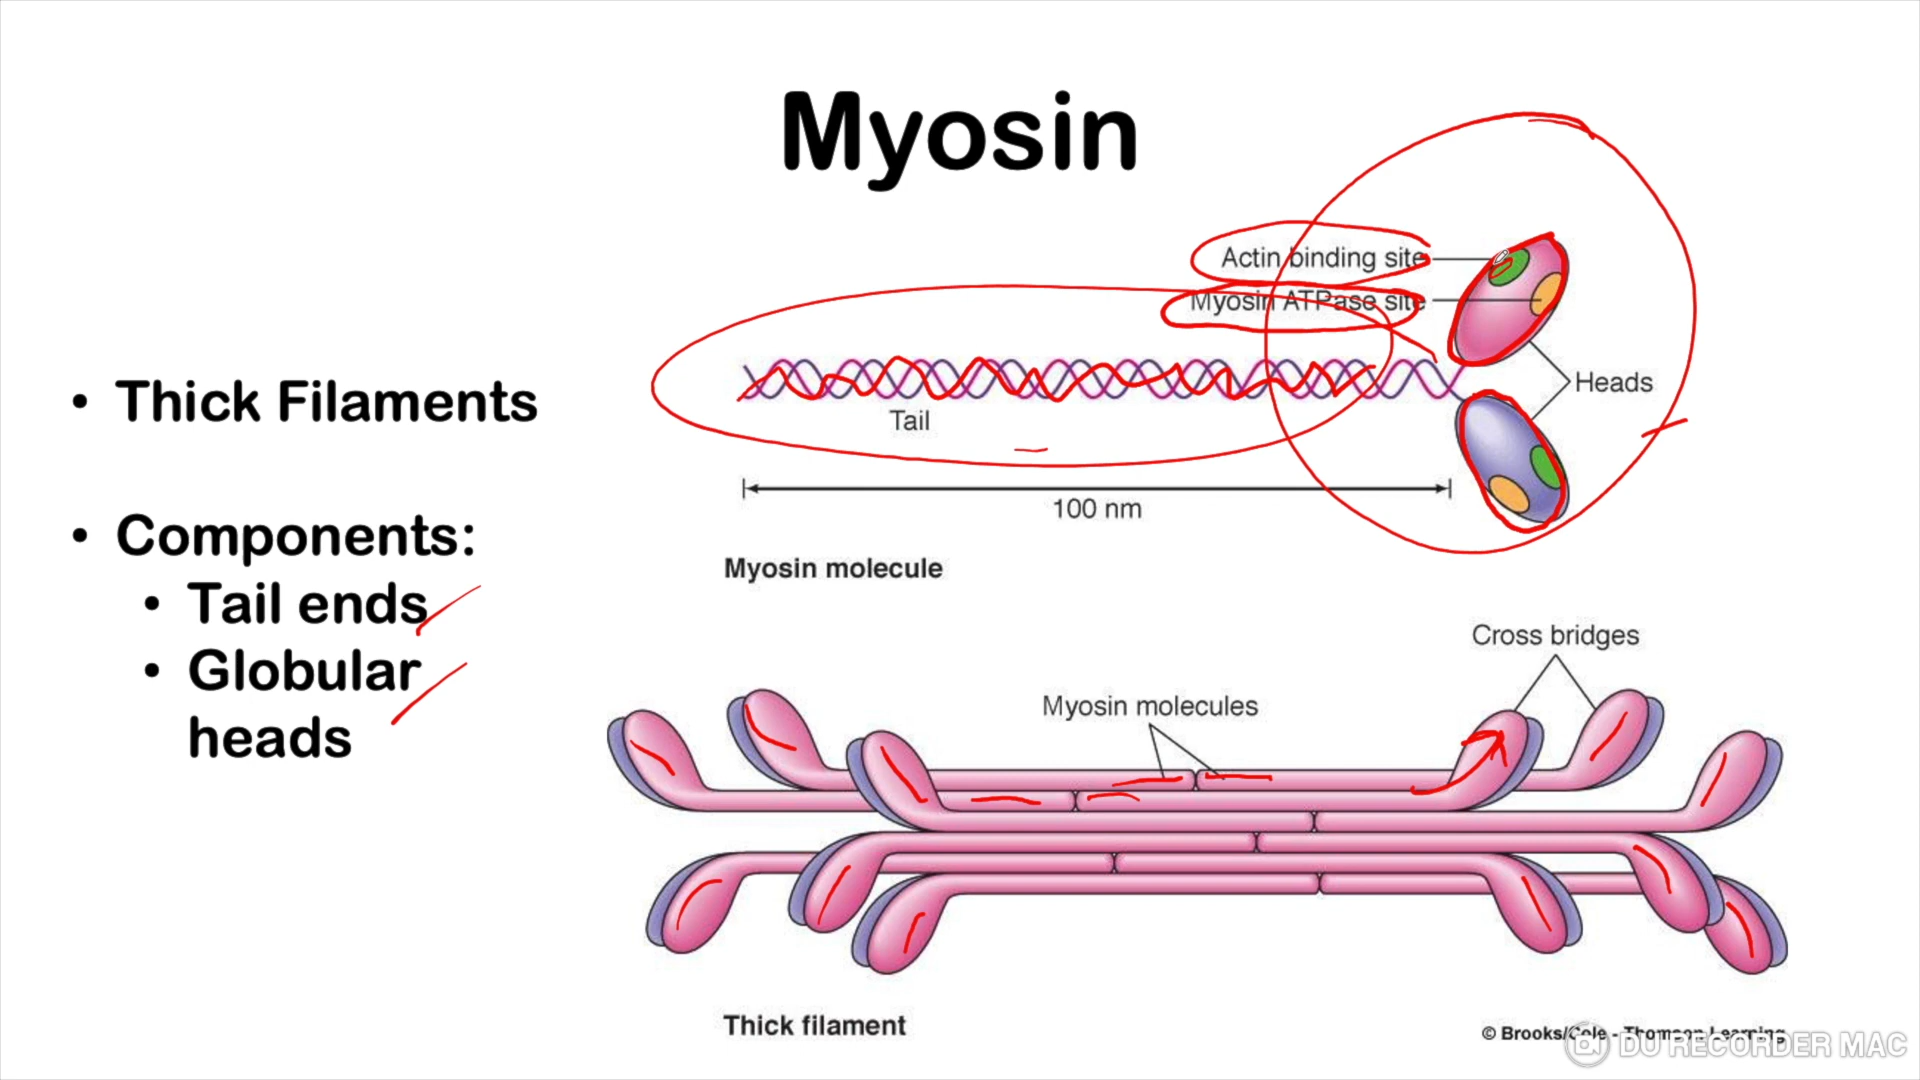 Myosin
• Thick Filaments
• Components:
• Tail ends
• Globular
heads
Actin binding site
Myosin ATPase site
Heads
Tail
100 nm
Myosin molecule
Cross bridges
Myosin molecules
Thick filament
© Brooks/Cole - Thomson Learning
DU RECORDER MAC